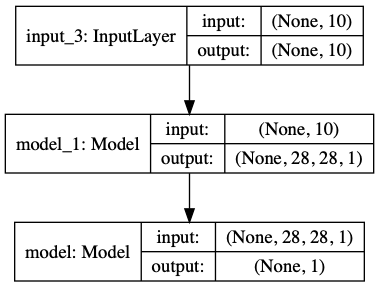 input_3: InputLayer
input: (None, 10)
output: (None, 10)
model_1: Model
input: (None, 10)
output: (None, 28, 28, 1)
model: Model
input: (None, 28, 28, 1)
output: (None, 1)